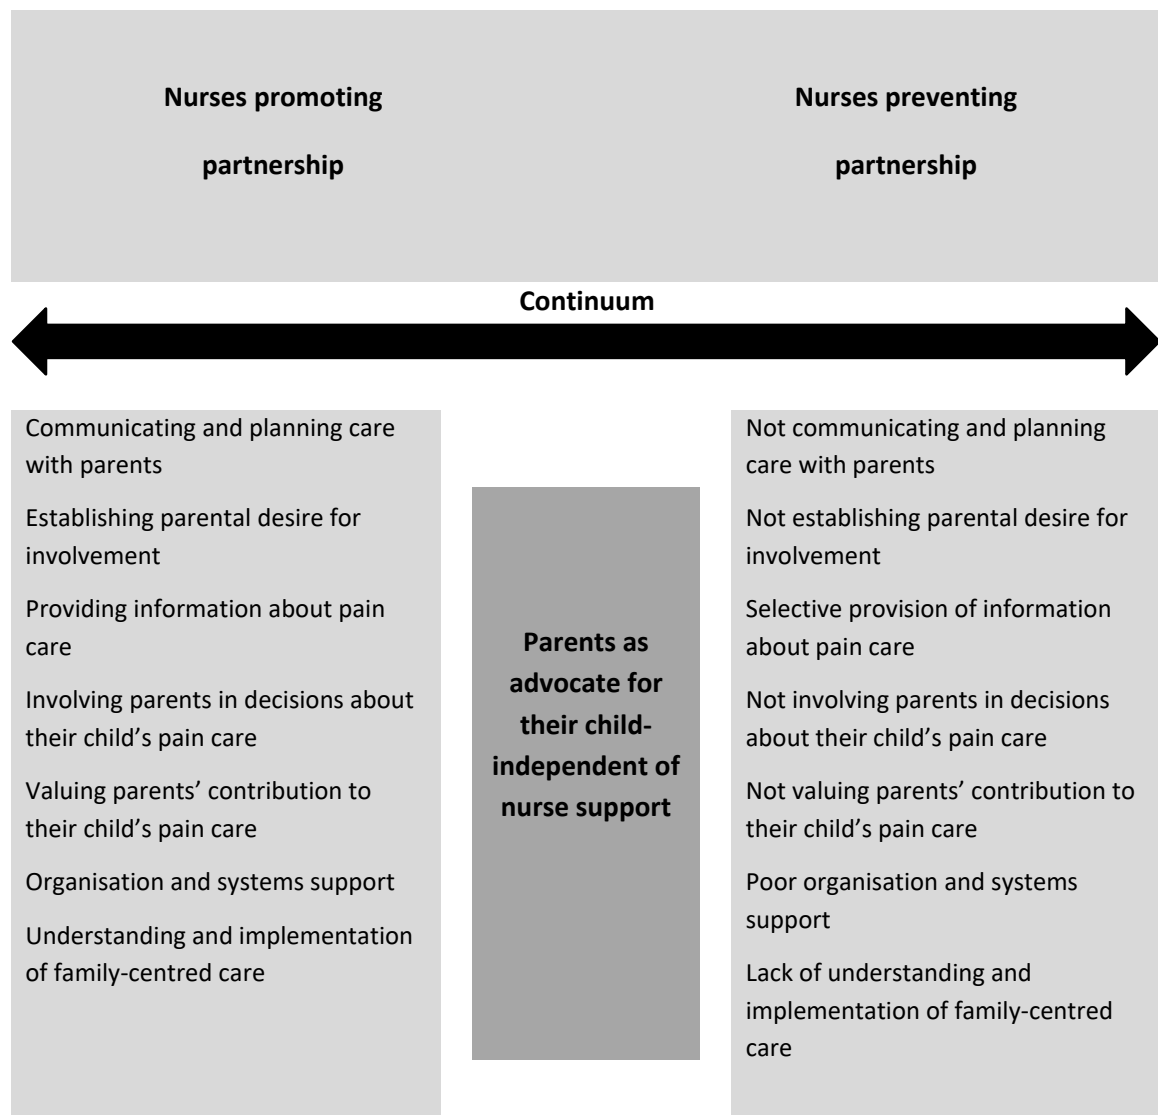 Nurses promoting
partnership
Nurses preventing
partnership
Continuum
Communicating and planning care
with parents
Establishing parental desire for
involvement
Providing information about pain
care
Involving parents in decisions about
their child’s pain care
Valuing parents’ contribution to
their child’s pain care
Organisation and systems support
Understanding and implementation
of family-centred care
Parents as
advocate for
their child-
independent of
nurse support
Not communicating and planning
care with parents
Not establishing parental desire for
involvement
Selective provision of information
about pain care
Not involving parents in decisions
about their child’s pain care
Not valuing parents’ contribution to
their child’s pain care
Poor organisation and systems
support
Lack of understanding and
implementation of family-centred
care